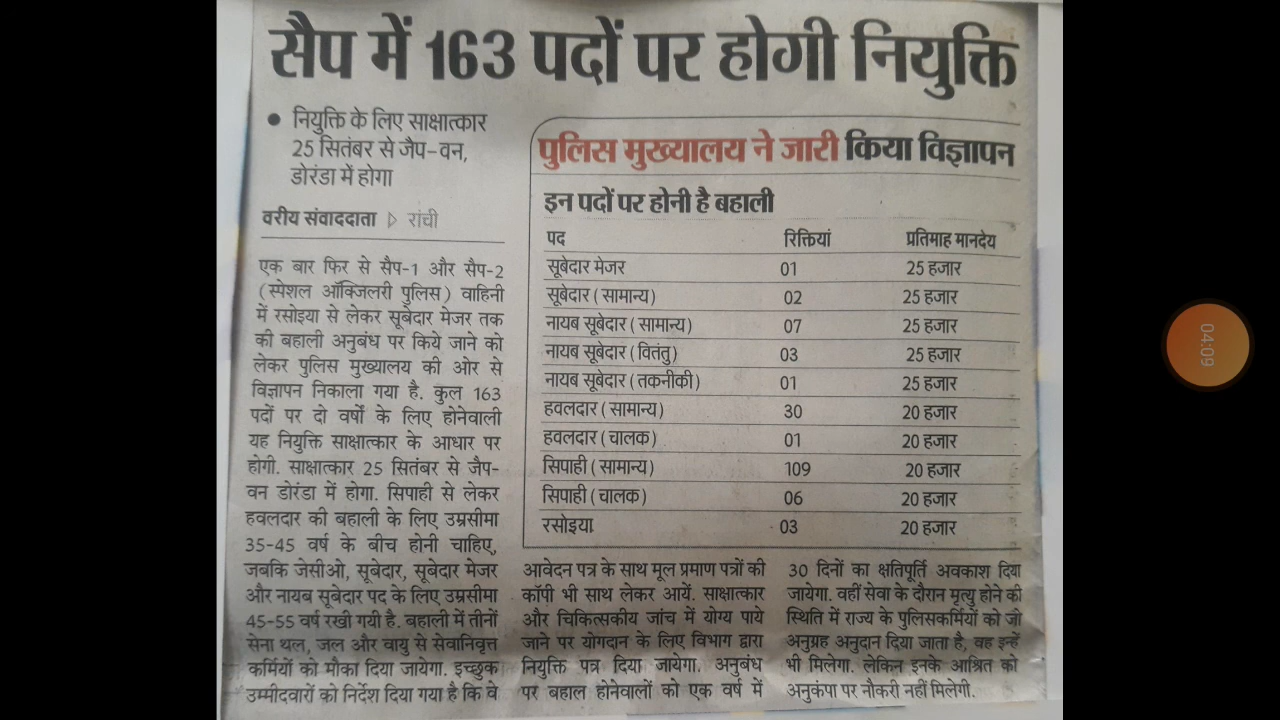 सैप में 163 पदों पर होगी नियुक्ति
● नियुक्ति के लिए साक्षात्कार
25 सितंबर से जैप-वन,
डोरंडा में होगा
वरीय संवाददाता ▷ रांची
एक बार फिर से सैप-1 और सैप-2
(स्पेशल ऑक्जिलरी पुलिस) वाहिनी
में रसोइया से लेकर सूबेदार मेजर तक
की बहाली अनुबंध पर किये जाने को
लेकर पुलिस मुख्यालय की ओर से
विज्ञापन निकाला गया है. कुल 163
पदों पर दो वर्षों के लिए होनेवाली
यह नियुक्ति साक्षात्कार के आधार पर
होगी. साक्षात्कार 25 सितंबर से जैप-
वन डोरंडा में होगा. सिपाही से लेकर
हवलदार की बहाली के लिए उम्रसीमा
35-45 वर्ष के बीच होनी चाहिए,
जबकि जेसीओ, सूबेदार, सूबेदार मेजर
और नायब सूबेदार पद के लिए उम्रसीमा
45-55 वर्ष रखी गयी है. बहाली में तीनों
सेना थल, जल और वायु से सेवानिवृत्त
कर्मियों को मौका दिया जायेगा. इच्छुक
उम्मीदवारों को निर्देश दिया गया है कि वे
पुलिस मुख्यालय ने जारी किया विज्ञापन
इन पदों पर होनी है बहाली
पद रिक्तियां प्रतिमाह मानदेय
सूबेदार मेजर 01 25 हजार
सूबेदार (सामान्य) 02 25 हजार
नायब सूबेदार (सामान्य) 07 25 हजार
नायब सूबेदार (वितंतु) 03 25 हजार
नायब सूबेदार (तकनीकी) 01 25 हजार
हवलदार (सामान्य) 30 20 हजार
हवलदार (चालक) 01 20 हजार
सिपाही (सामान्य) 109 20 हजार
सिपाही (चालक) 06 20 हजार
रसोइया 03 20 हजार
आवेदन पत्र के साथ मूल प्रमाण पत्रों की
कॉपी भी साथ लेकर आयें. साक्षात्कार
और चिकित्सकीय जांच में योग्य पाये
जाने पर योगदान के लिए विभाग द्वारा
नियुक्ति पत्र दिया जायेगा. अनुबंध
पर बहाल होनेवालों को एक वर्ष में
30 दिनों का क्षतिपूर्ति अवकाश दिया
जायेगा. वहीं सेवा के दौरान मृत्यु होने की
स्थिति में राज्य के पुलिसकर्मियों को जो
अनुग्रह अनुदान दिया जाता है, वह इन्हें
भी मिलेगा. लेकिन इनके आश्रित को
अनुकंपा पर नौकरी नहीं मिलेगी.
04:09